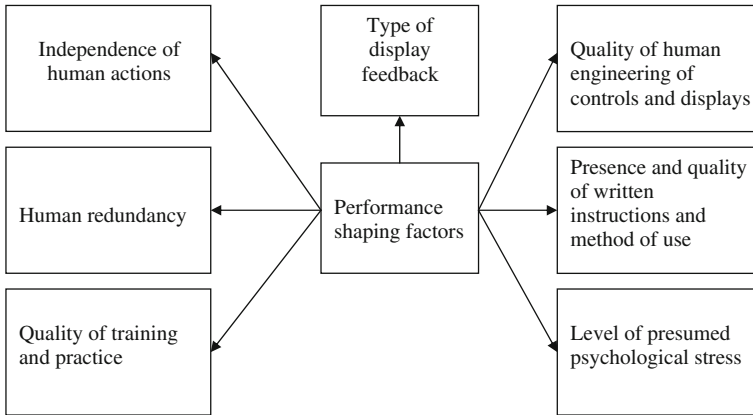 Independence of
human actions
Type of
display
feedback
Quality of human
engineering of
controls and displays
Human redundancy
Performance
shaping factors
Presence and quality
of written
instructions and
method of use
Quality of training
and practice
Level of presumed
psychological stress